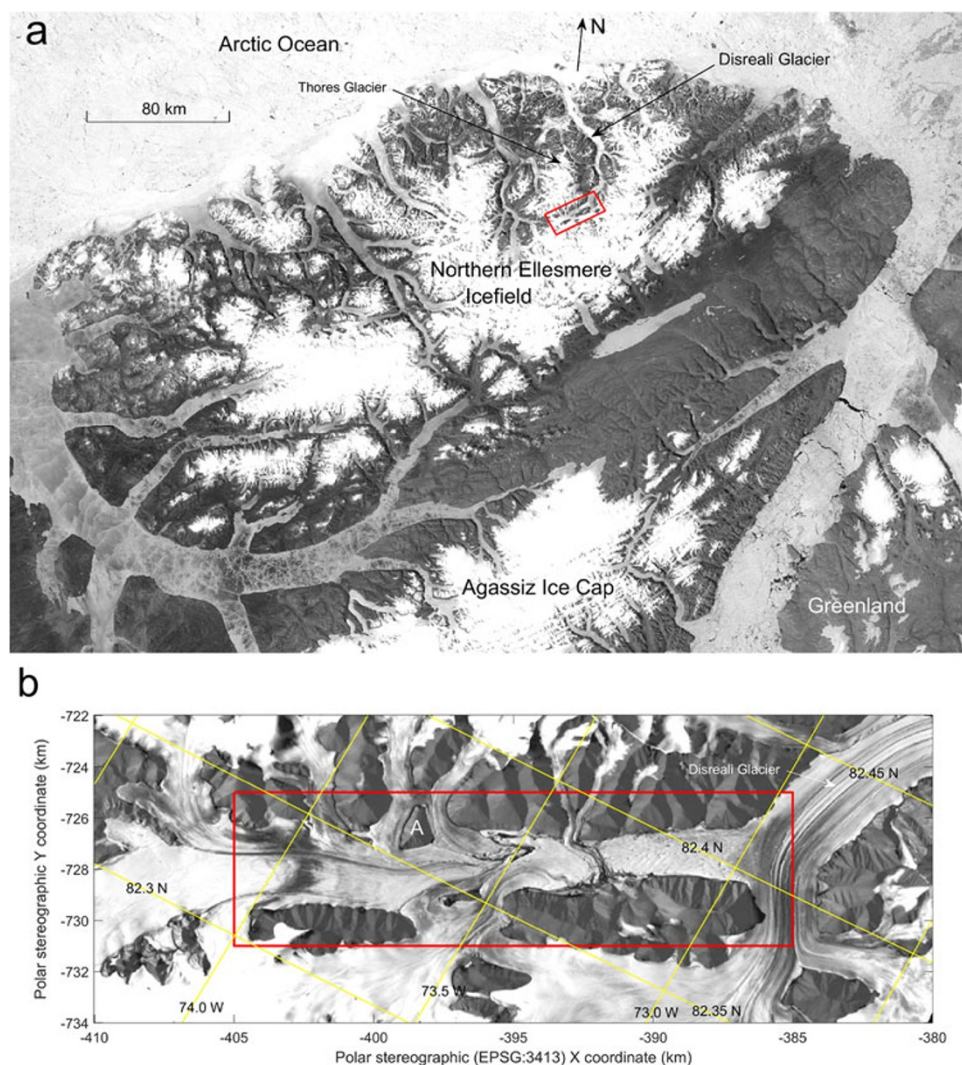 a
Arctic Ocean
N
Disreali Glacier
Thores Glacier
80 km
Northern Ellesmere
Icefield
Agassiz Ice Cap
Greenland
b
-722
-724
-726
-728
-730
-732
-734
Polar stereographic Y coordinate (km)
Disreali Glacier
82.45 N
A
82.4 N
82.3 N
74.0 W
73.5 W
73.0 W
82.35 N
-410
-405
-400
-395
-390
-385
-380
Polar stereographic (EPSG:3413) X coordinate (km)